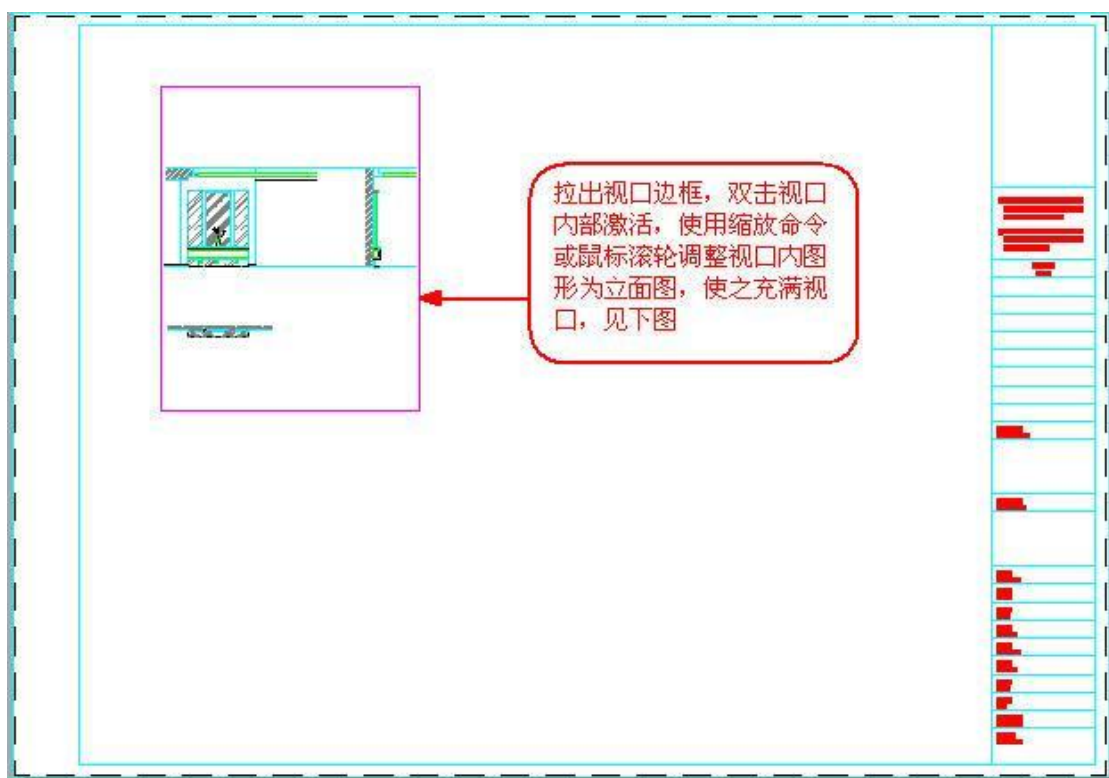 拉出视口边框，双击视口
内部激活，使用缩放命令
或鼠标滚轮调整视口内图
形为立面图，使之充满视
口，见下图